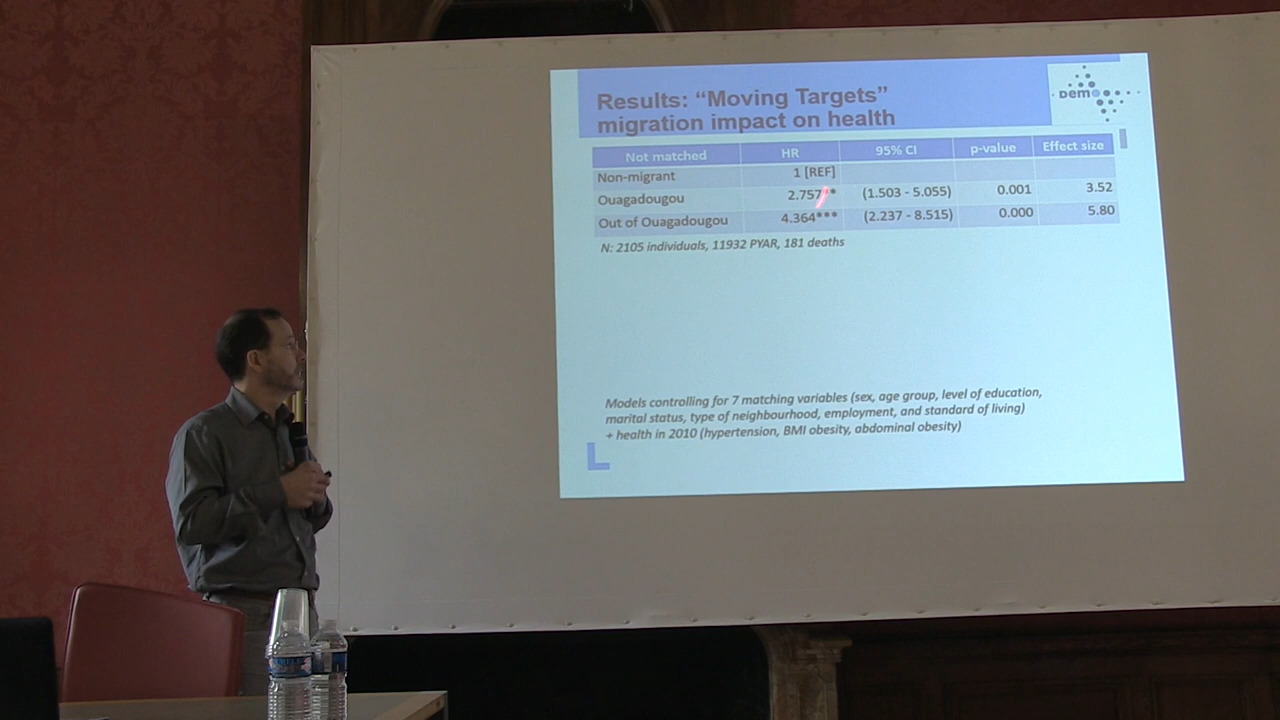 Results: “Moving Targets”
migration impact on health
DEMO
Not matched HR 95% CI p-value Effect size
Non-migrant 1 [REF]
Ouagadougou 2.757** (1.503 - 5.055) 0.001 3.52
Out of Ouagadougou 4.364*** (2.237 - 8.515) 0.000 5.80
N: 2105 individuals, 11932 PYAR, 181 deaths
Models controlling for 7 matching variables (sex, age group, level of education,
marital status, type of neighbourhood, employment, and standard of living)
+ health in 2010 (hypertension, BMI obesity, abdominal obesity)